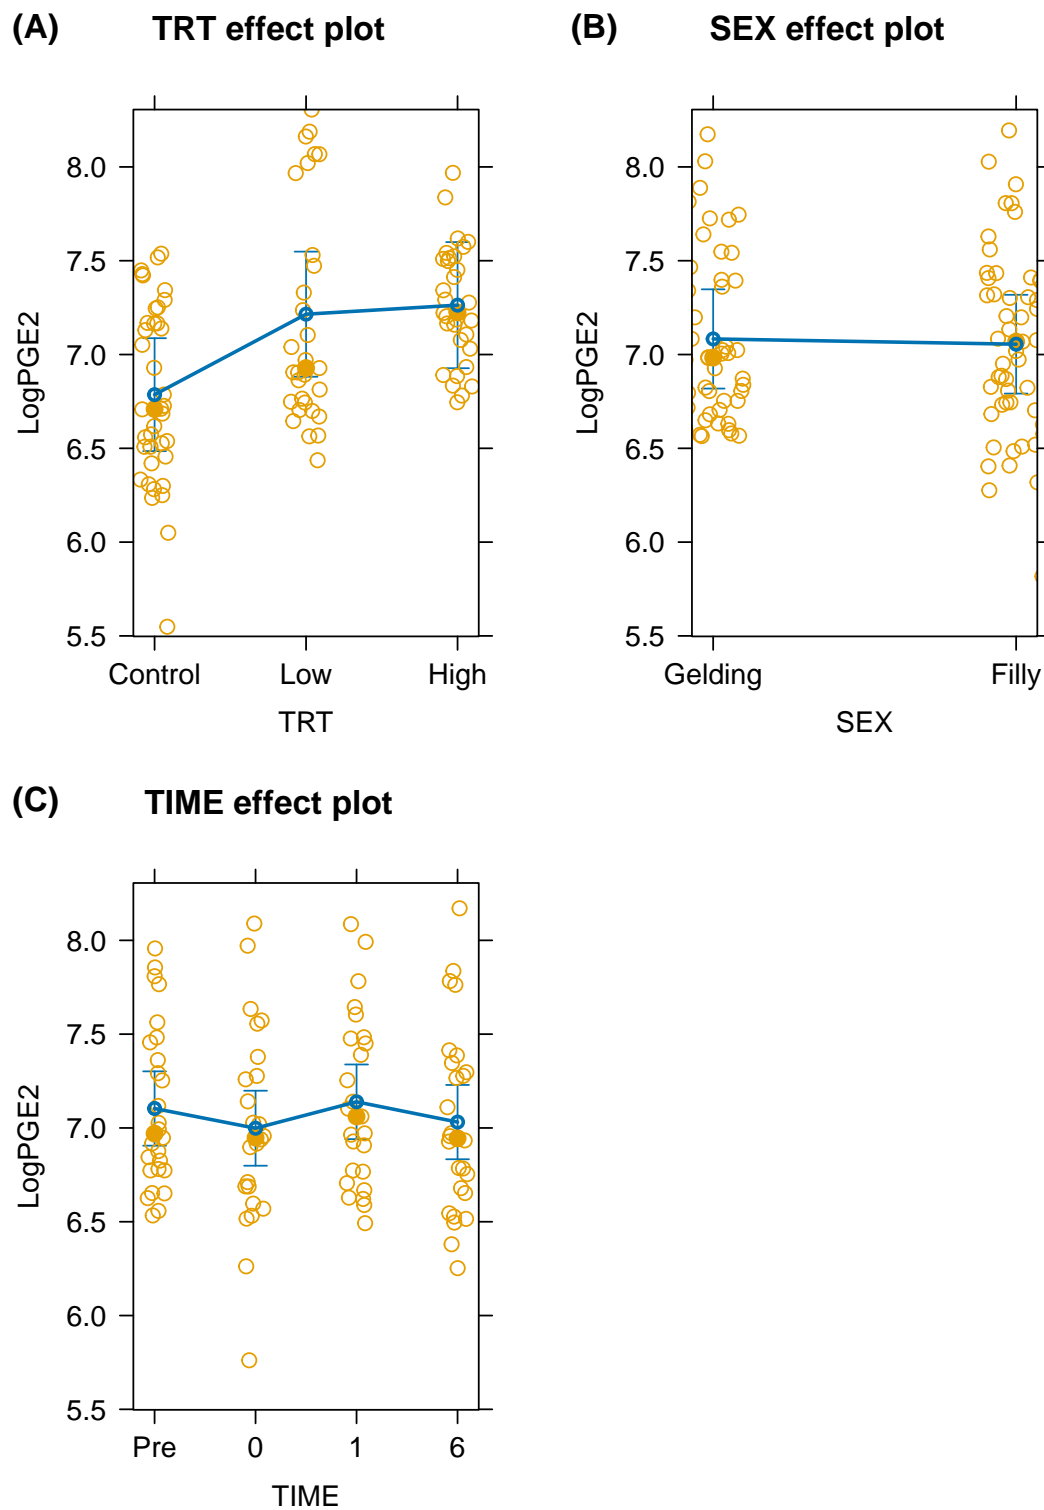 (A) TRT effect plot
8.0
7.5
7.0
6.5
6.0
5.5
LogPGE2
Control Low High
TRT
(B) SEX effect plot
8.0
7.5
7.0
6.5
6.0
5.5
LogPGE2
Gelding Filly
SEX
(C) TIME effect plot
8.0
7.5
7.0
6.5
6.0
5.5
LogPGE2
Pre 0 1 6
TIME